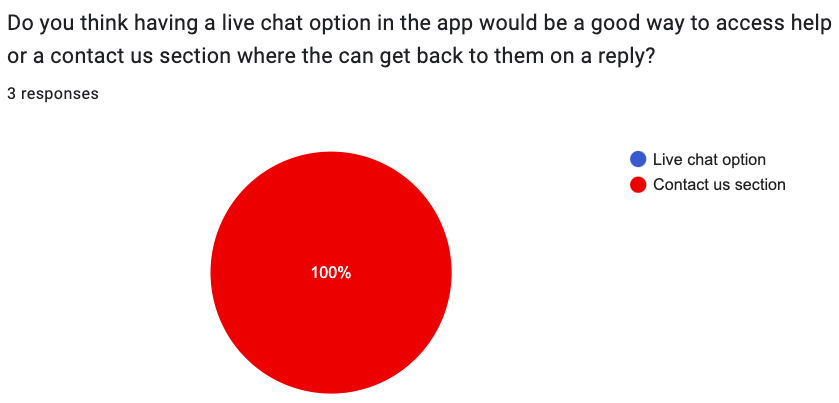 Do you think having a live chat option in the app would be a good way to access help
or a contact us section where the can get back to them on a reply?
3 responses
Live chat option
Contact us section
100%